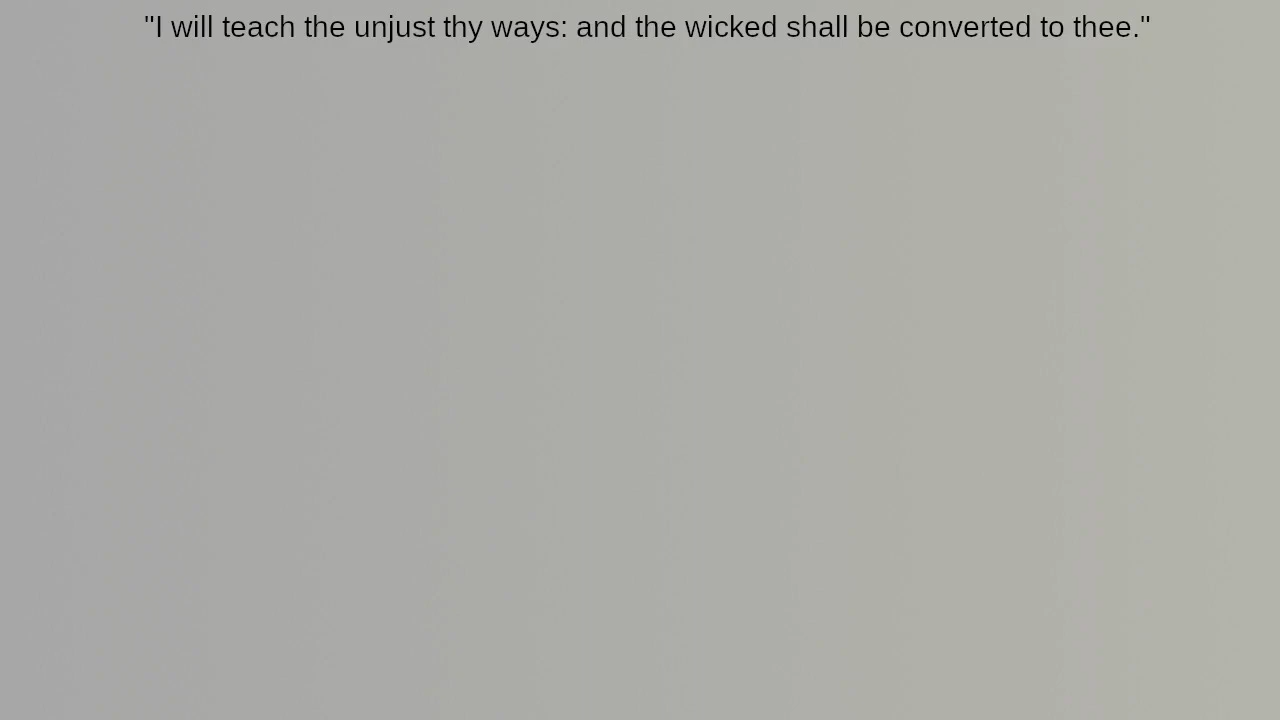 "I will teach the unjust thy ways: and the wicked shall be converted to thee."